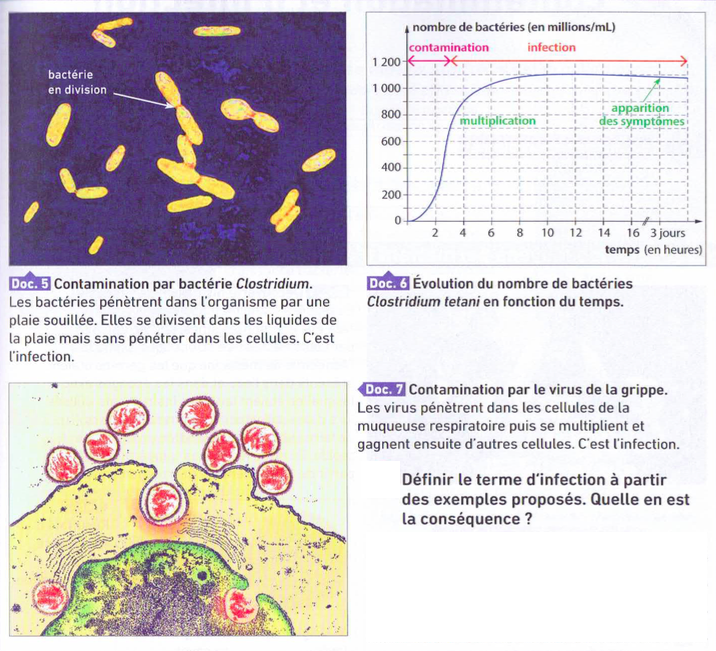 bactérie
en division
nombre de bactéries (en millions/mL)
contamination infection
1 200
1 000
800
600
400
200
0
multiplication
apparition
des symptômes
2 4 6 8 10 12 14 16 3 jours
temps (en heures)
Doc. 5 Contamination par bactérie Clostridium.
Les bactéries pénètrent dans l'organisme par une
plaie souillée. Elles se divisent dans les liquides de
la plaie mais sans pénétrer dans les cellules. C'est
l'infection.
Doc. 6 Évolution du nombre de bactéries
Clostridium tetani en fonction du temps.
Doc. 7 Contamination par le virus de la grippe.
Les virus pénètrent dans les cellules de la
muqueuse respiratoire puis se multiplient et
gagnent ensuite d'autres cellules. C'est l'infection.
Définir le terme d'infection à partir
des exemples proposés. Quelle en est
la conséquence ?